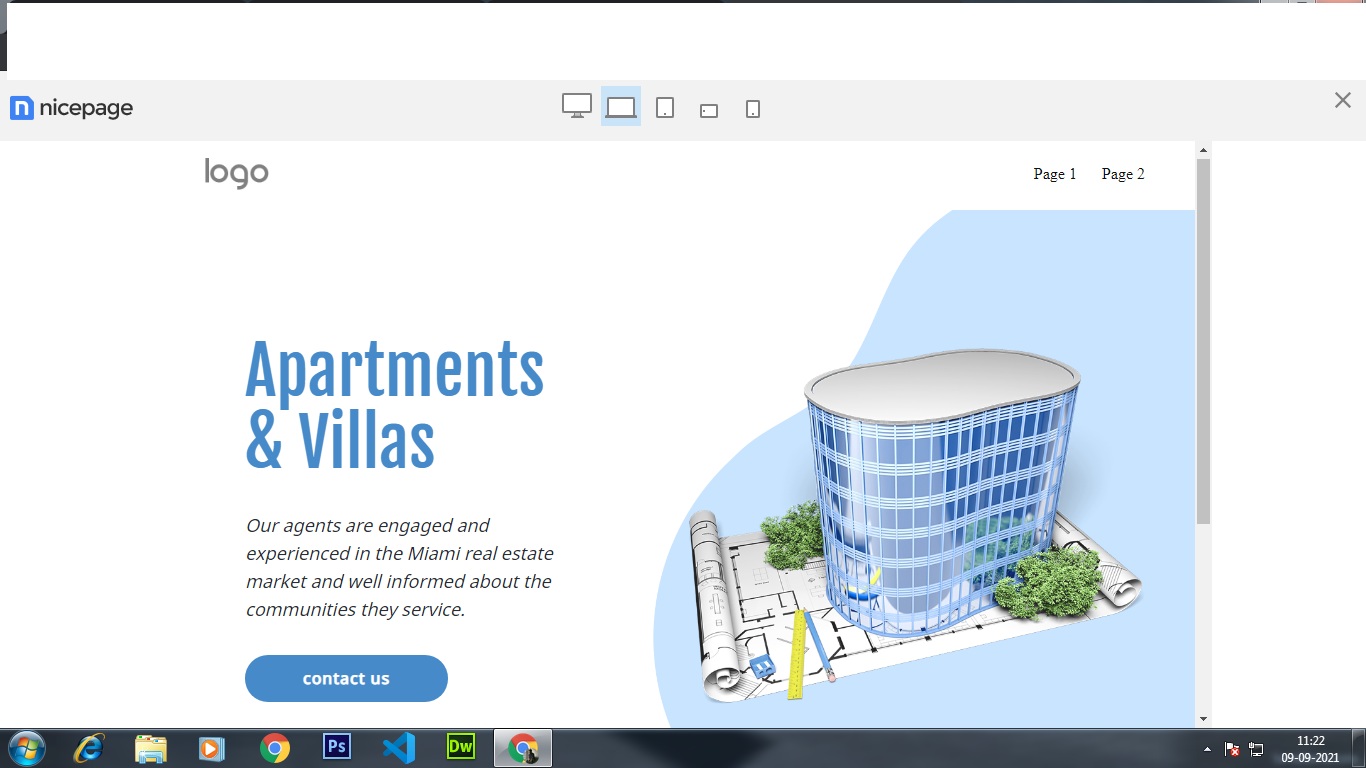 nicepage
logo
Page 1 Page 2
Apartments
& Villas
Our agents are engaged and
experienced in the Miami real estate
market and well informed about the
communities they service.
contact us
Ps
Dw
11:22
09-09-2021